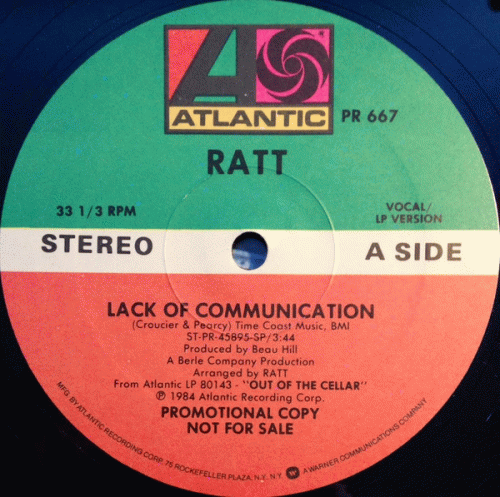 ATLANTIC
PR 667
RATT
33 1/3 RPM
VOCAL/
LP VERSION
STEREO
A SIDE
LACK OF COMMUNICATION
(Croucier & Pearcy) Time Coast Music, BMI
ST-PR-45895-SP/3:44
Produced by Beau Hill
A Berle Company Production
Arranged by RATT
From Atlantic LP 80143 - "OUT OF THE CELLAR"
℗ 1984 Atlantic Recording Corp.
PROMOTIONAL COPY
NOT FOR SALE
MFG. BY ATLANTIC RECORDING CORP. 75 ROCKEFELLER PLAZA, N.Y., N.Y. W A WARNER COMMUNICATIONS COMPANY